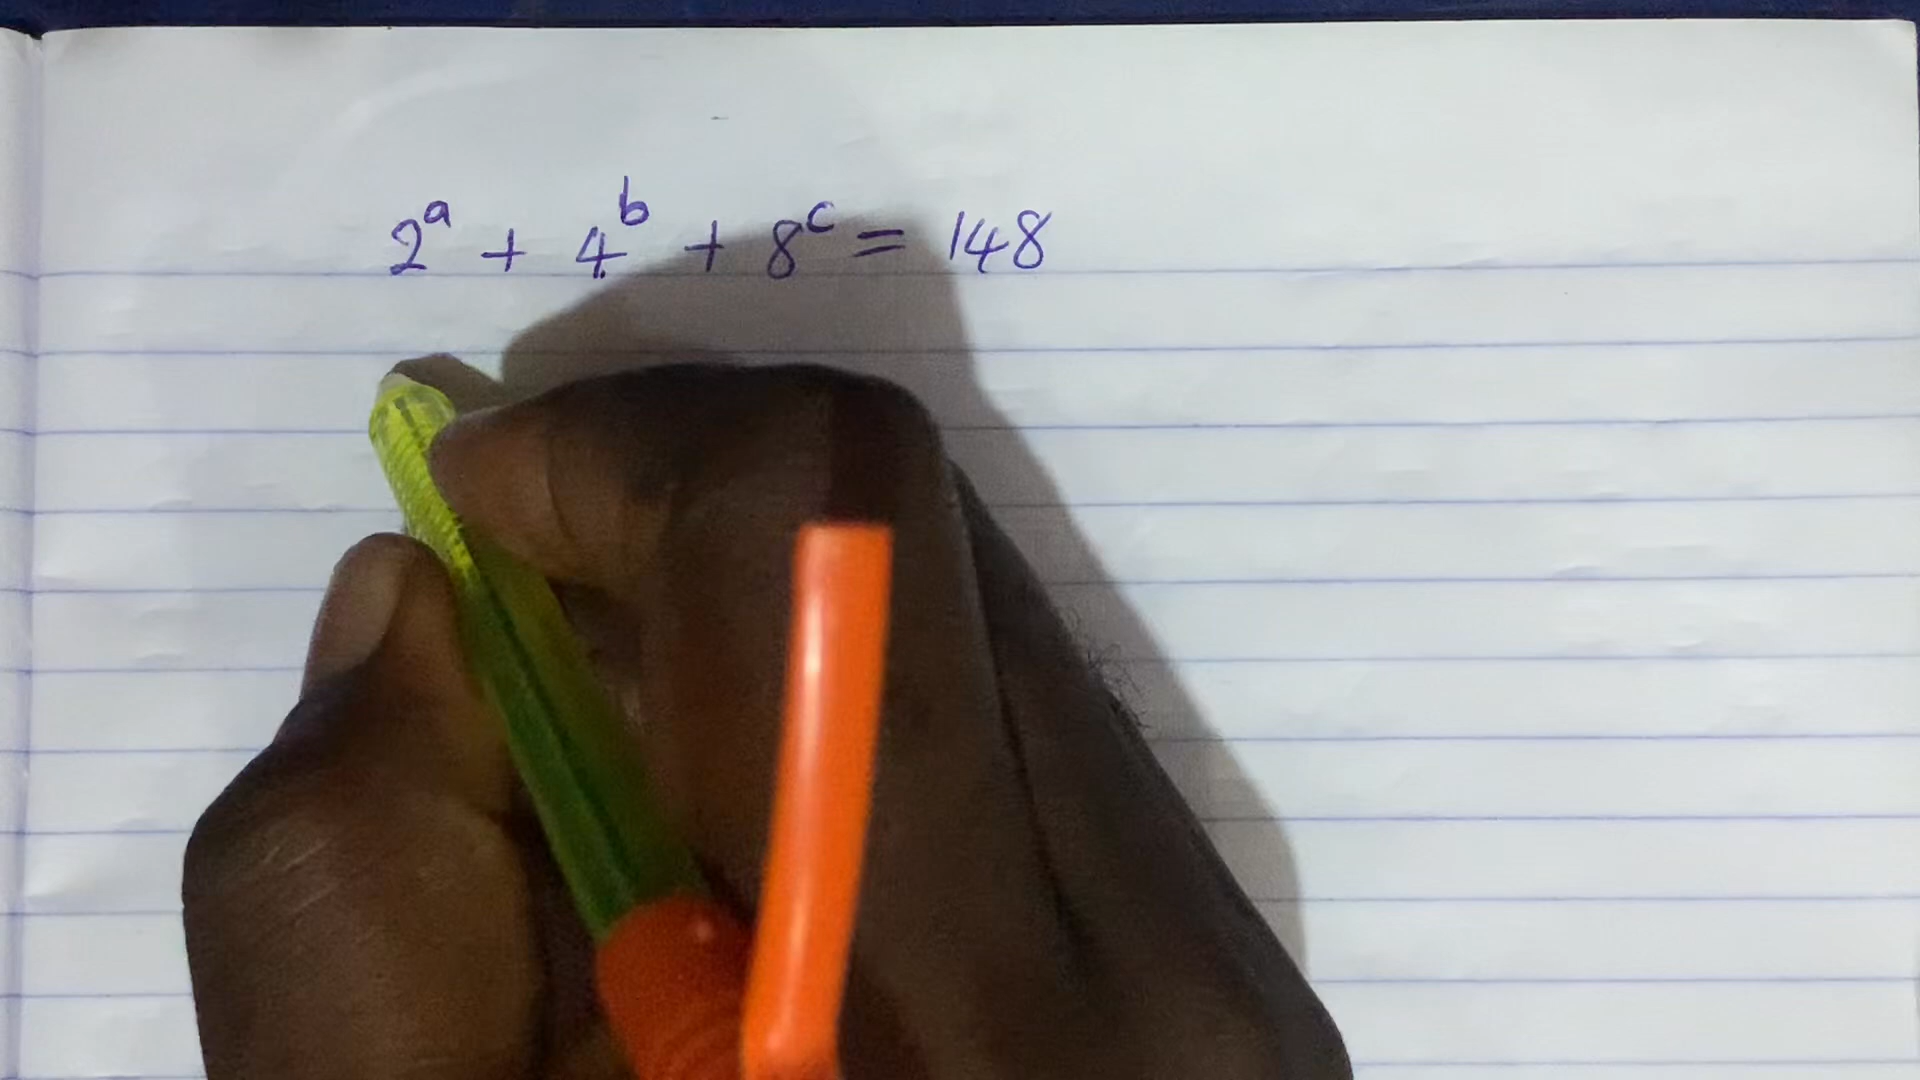 2^a + 4^b + 8^c = 148